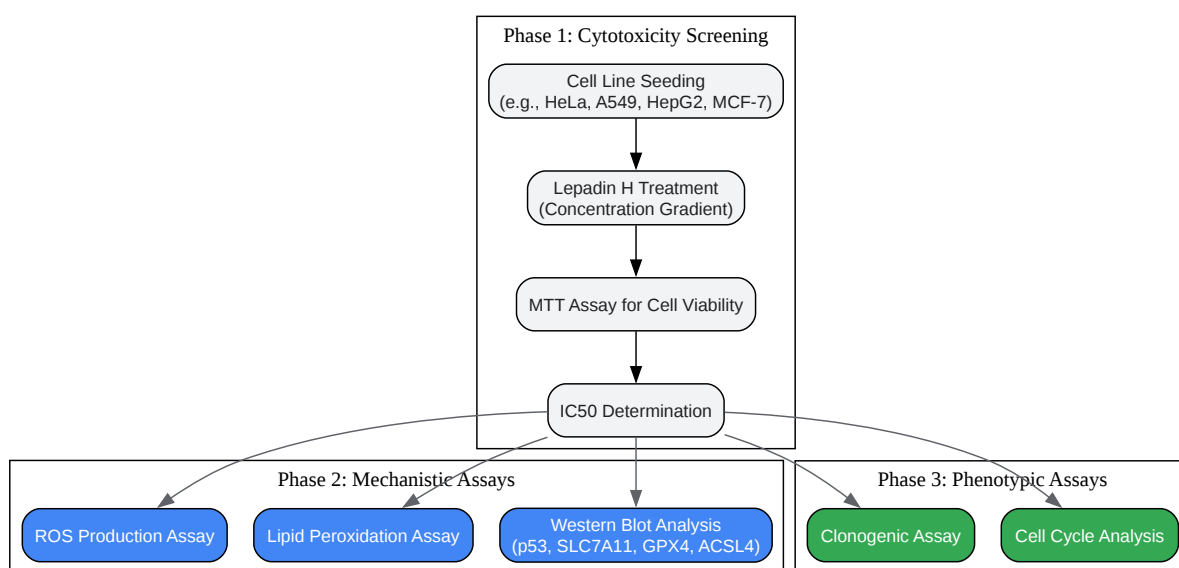 Phase 1: Cytotoxicity Screening
Cell Line Seeding
(e.g., HeLa, A549, HepG2, MCF-7)
Lepadin H Treatment
(Concentration Gradient)
MTT Assay for Cell Viability
IC50 Determination
Phase 2: Mechanistic Assays
ROS Production Assay
Lipid Peroxidation Assay
Western Blot Analysis
(p53, SLC7A11, GPX4, ACSL4)
Phase 3: Phenotypic Assays
Clonogenic Assay
Cell Cycle Analysis